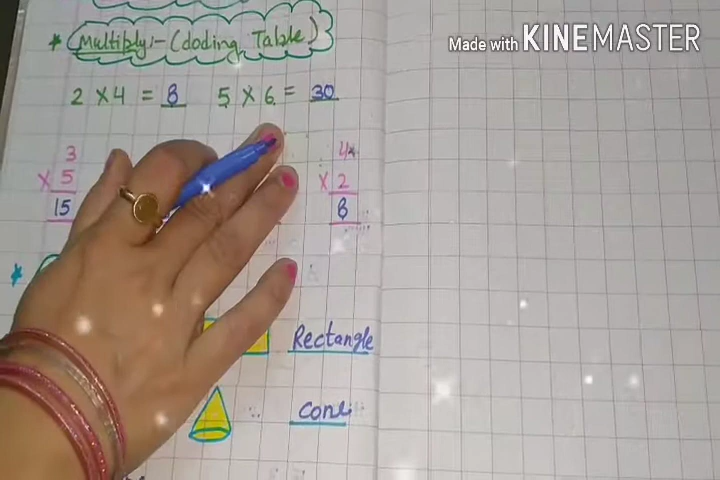 Made with KINEMASTER
* Multiply:- (doding Table)
2 × 4 = 8 5 × 6 = 30
3
× 5
15
4
× 2
8
*
Rectangle
cone